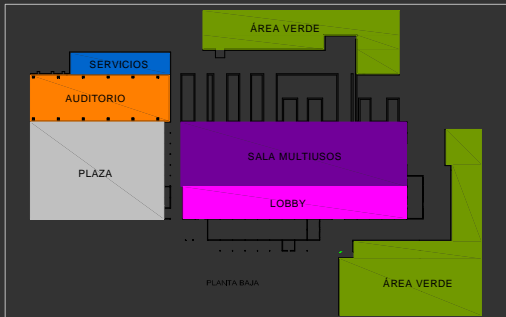 ÁREA VERDE
SERVICIOS
AUDITORIO
SALA MULTIUSOS
PLAZA
LOBBY
PLANTA BAJA
ÁREA VERDE